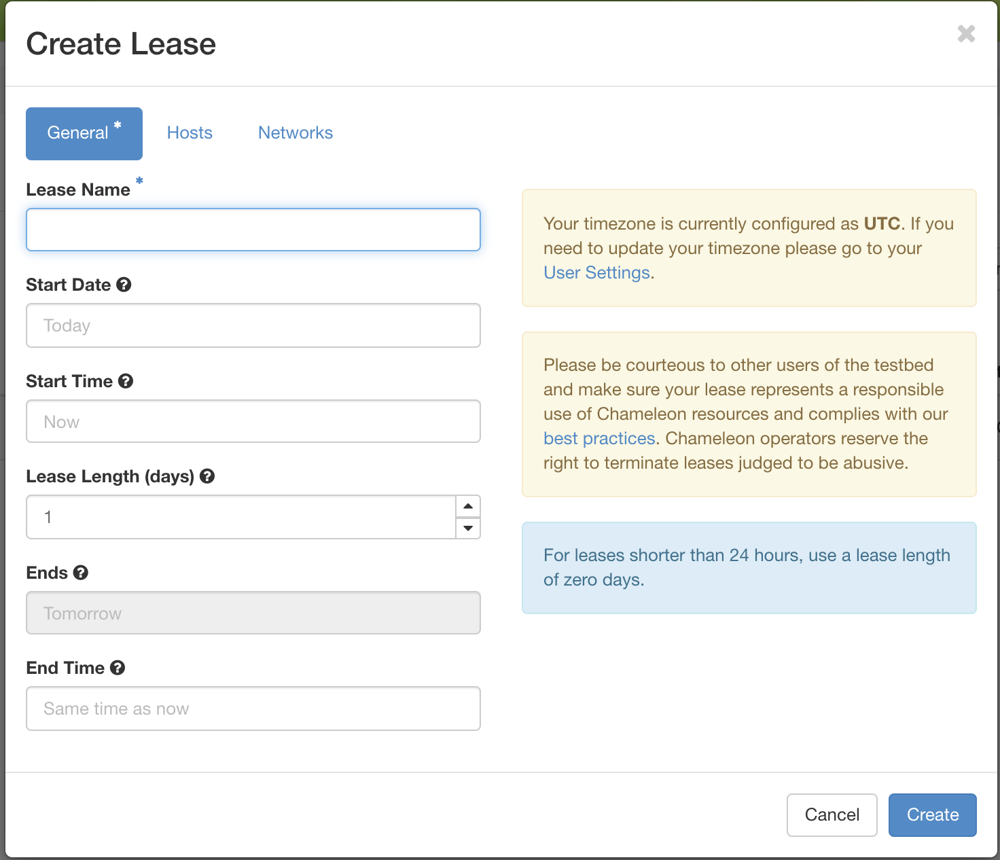 Create Lease
General *
Hosts
Networks
Lease Name *
Start Date
Today
Start Time
Now
Lease Length (days)
1
Ends
Tomorrow
End Time
Same time as now
Your timezone is currently configured as UTC. If you
need to update your timezone please go to your
User Settings.
Please be courteous to other users of the testbed
and make sure your lease represents a responsible
use of Chameleon resources and complies with our
best practices. Chameleon operators reserve the
right to terminate leases judged to be abusive.
For leases shorter than 24 hours, use a lease length
of zero days.
Cancel
Create